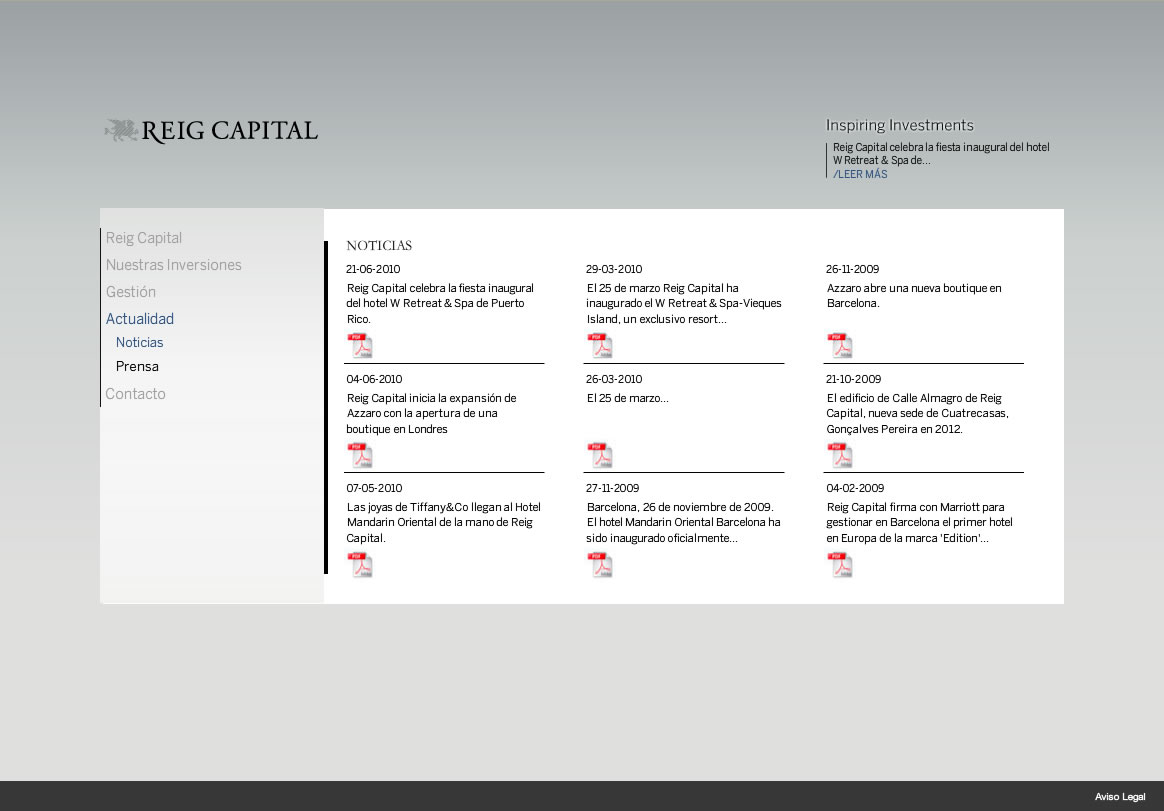 REIG CAPITAL
Inspiring Investments
Reig Capital celebra la fiesta inaugural del hotel
W Retreat & Spa de...
/LEER MÁS
Reig Capital
Nuestras Inversiones
Gestión
Actualidad
Noticias
Prensa
Contacto
NOTICIAS
21-06-2010
Reig Capital celebra la fiesta inaugural
del hotel W Retreat & Spa de Puerto
Rico.
PDF
04-06-2010
Reig Capital inicia la expansión de
Azzaro con la apertura de una
boutique en Londres
PDF
07-05-2010
Las joyas de Tiffany&Co llegan al Hotel
Mandarin Oriental de la mano de Reig
Capital.
PDF
29-03-2010
El 25 de marzo Reig Capital ha
inaugurado el W Retreat & Spa-Vieques
Island, un exclusivo resort...
PDF
26-03-2010
El 25 de marzo...
PDF
27-11-2009
Barcelona, 26 de noviembre de 2009.
El hotel Mandarin Oriental Barcelona ha
sido inaugurado oficialmente...
PDF
26-11-2009
Azzaro abre una nueva boutique en
Barcelona.
PDF
21-10-2009
El edificio de Calle Almagro de Reig
Capital, nueva sede de Cuatrecasas,
Gonçalves Pereira en 2012.
PDF
04-02-2009
Reig Capital firma con Marriott para
gestionar en Barcelona el primer hotel
en Europa de la marca 'Edition'...
PDF
Aviso Legal